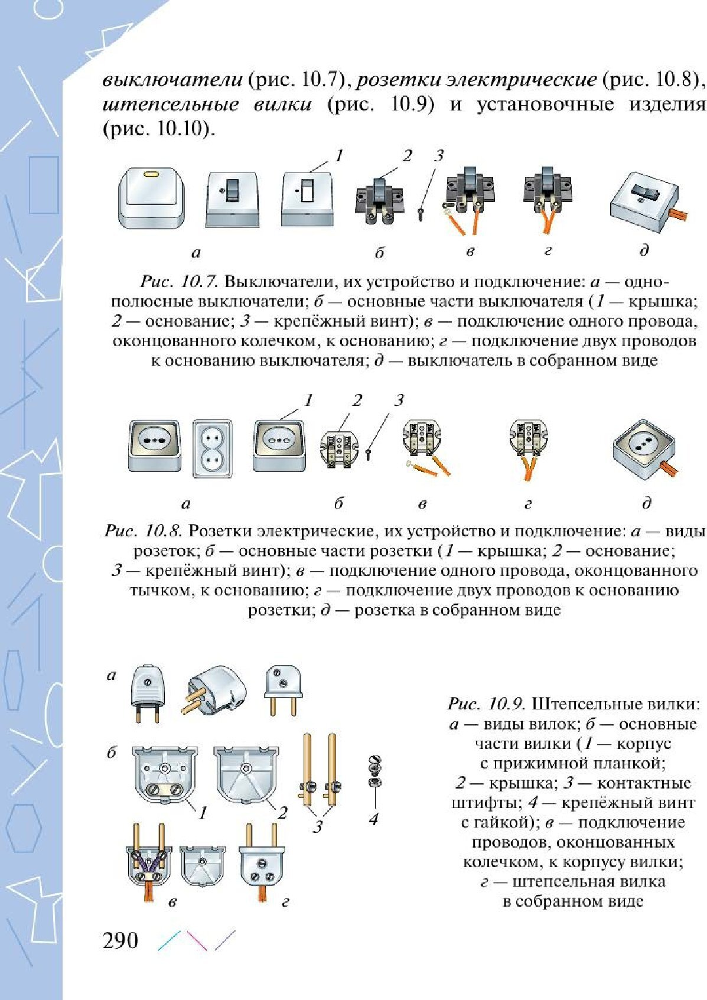 выключатели (рис. 10.7), розетки электрические (рис. 10.8),
штепсельные вилки (рис. 10.9) и установочные изделия
(рис. 10.10).
1 2 3
а б в г д
Рис. 10.7. Выключатели, их устройство и подключение: а — одно-
полюсные выключатели; б — основные части выключателя (1 — крышка;
2 — основание; 3 — крепёжный винт); в — подключение одного провода,
оконцованного колечком, к основанию; г — подключение двух проводов
к основанию выключателя; д — выключатель в собранном виде
1 2 3
а б в г д
Рис. 10.8. Розетки электрические, их устройство и подключение: а — виды
розеток; б — основные части розетки (1 — крышка; 2 — основание;
3 — крепёжный винт); в — подключение одного провода, оконцованного
тычком, к основанию; г — подключение двух проводов к основанию
розетки; д — розетка в собранном виде
а
б
1 2 3 4
в г
Рис. 10.9. Штепсельные вилки:
а — виды вилок; б — основные
части вилки (1 — корпус
с прижимной планкой;
2 — крышка; 3 — контактные
штифты; 4 — крепёжный винт
с гайкой); в — подключение
проводов, оконцованных
колечком, к корпусу вилки;
г — штепсельная вилка
в собранном виде
290